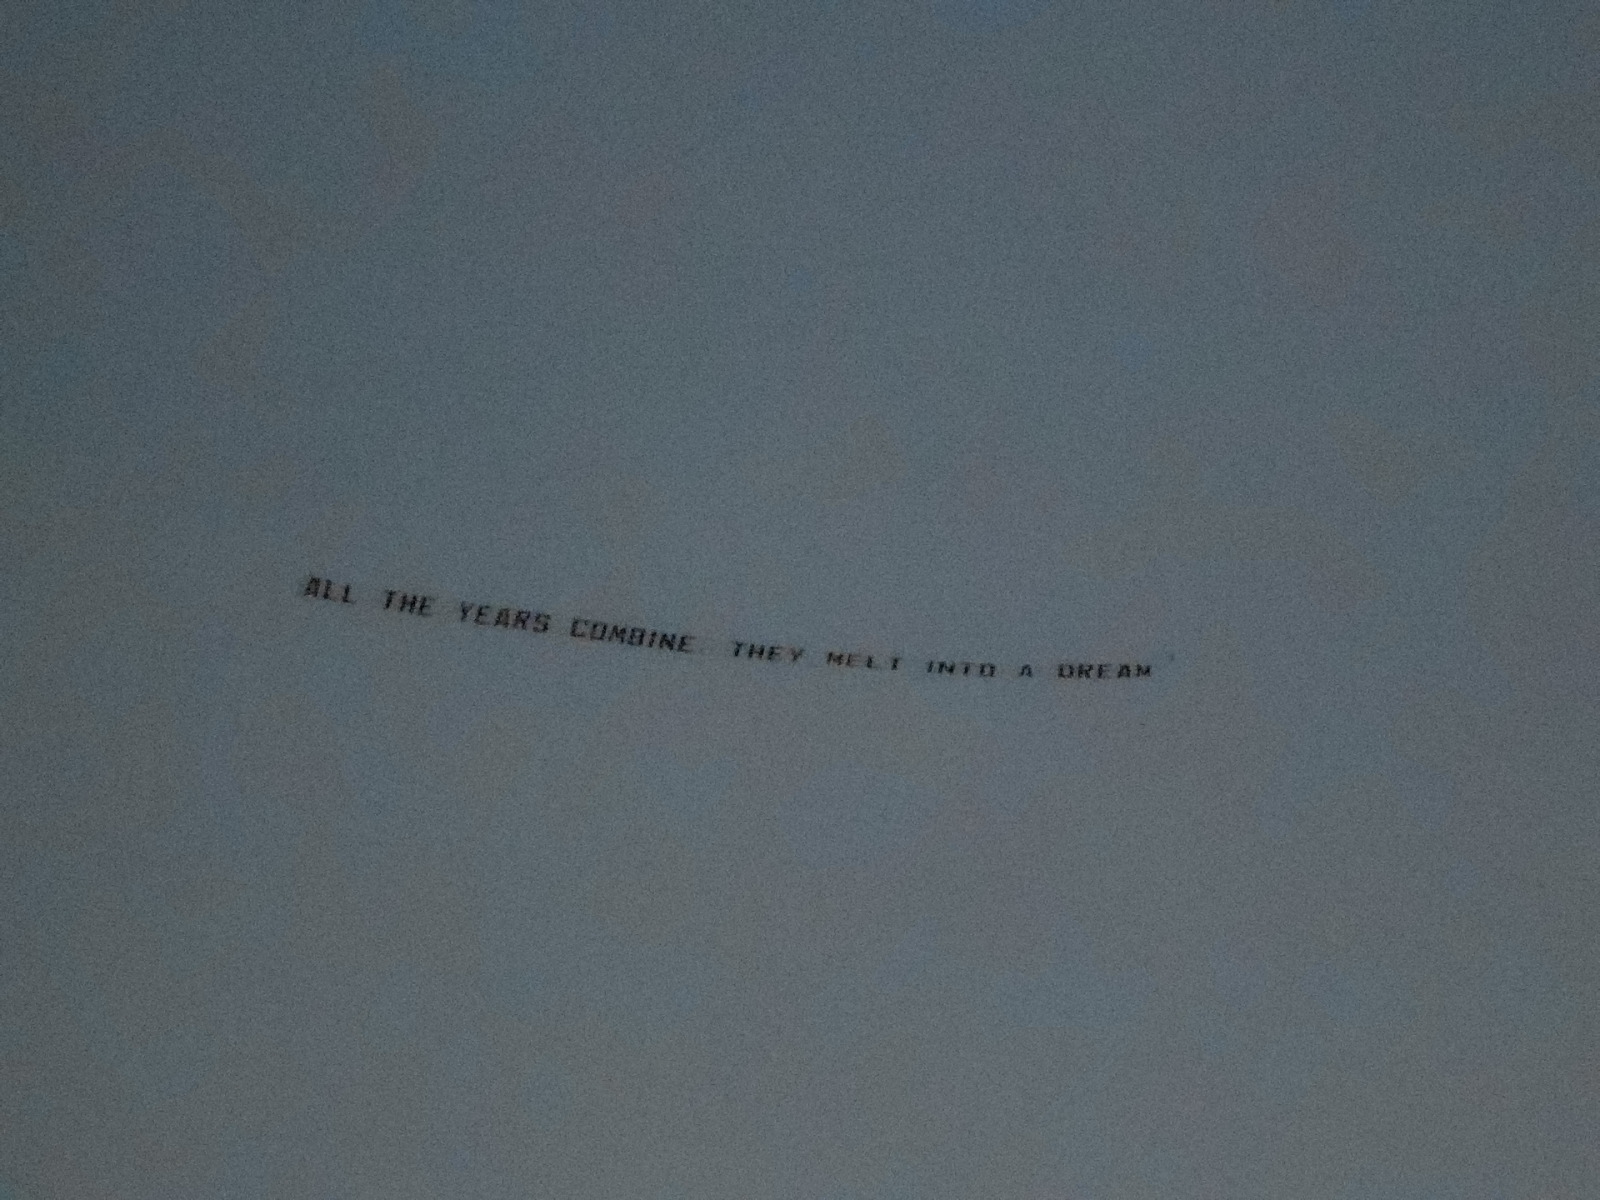 ALL THE YEARS COMBINE THEY MELT INTO A DREAM